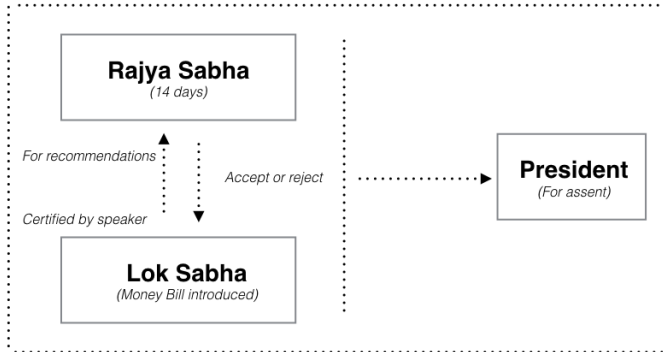 Rajya Sabha
(14 days)
For recommendations
Accept or reject
Certified by speaker
Lok Sabha
(Money Bill introduced)
President
(For assent)